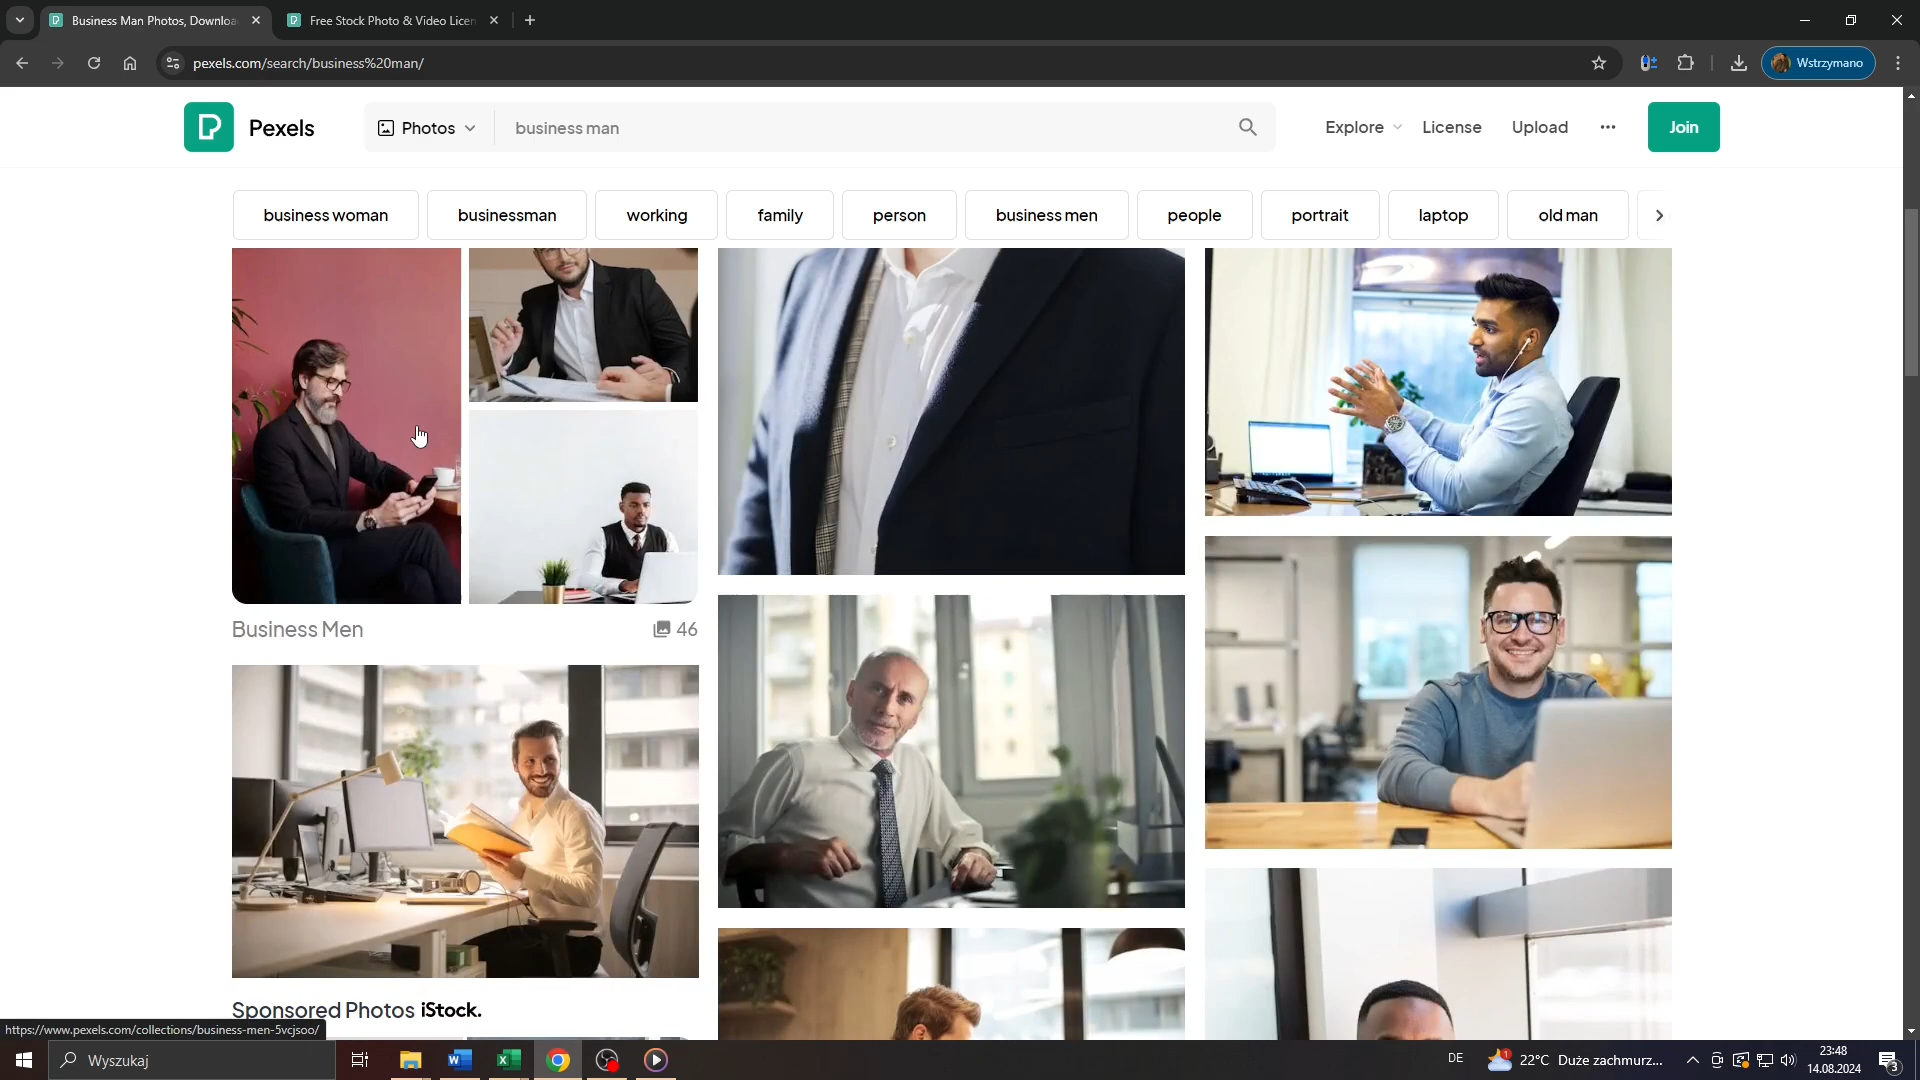 Business Man Photos, Downloa
Free Stock Photo & Video Licen
pexels.com/search/business%20man/
Wstrzymano
Pexels
Photos
business man
Explore
License
Upload
Join
business woman
businessman
working
family
person
business men
people
portrait
laptop
old man
Business Men
46
Sponsored Photos iStock.
https://www.pexels.com/collections/business-men-5vcjsoo/
Wyszukaj
DE
1
22°C Duże zachmurz...
23:48
14.08.2024
3